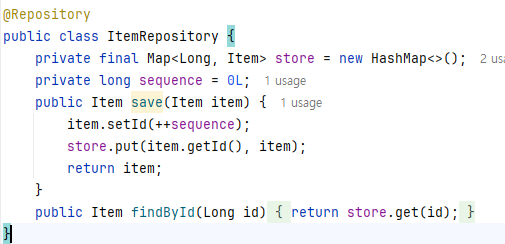 @Repository
public class ItemRepository {
    private final Map<Long, Item> store = new HashMap<>();  2 usa
    private long sequence = 0L;  1 usage
    public Item save(Item item) {  1 usage
        item.setId(++sequence);
        store.put(item.getId(), item);
        return item;
    }
    public Item findById(Long id) { return store.get(id); }
}